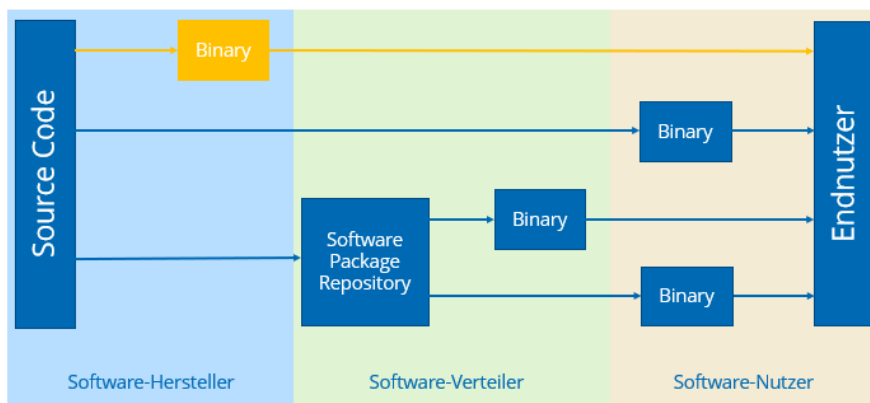 Source Code
Binary
Binary
Software
Package
Repository
Binary
Binary
Endnutzer
Software-Hersteller
Software-Verteiler
Software-Nutzer